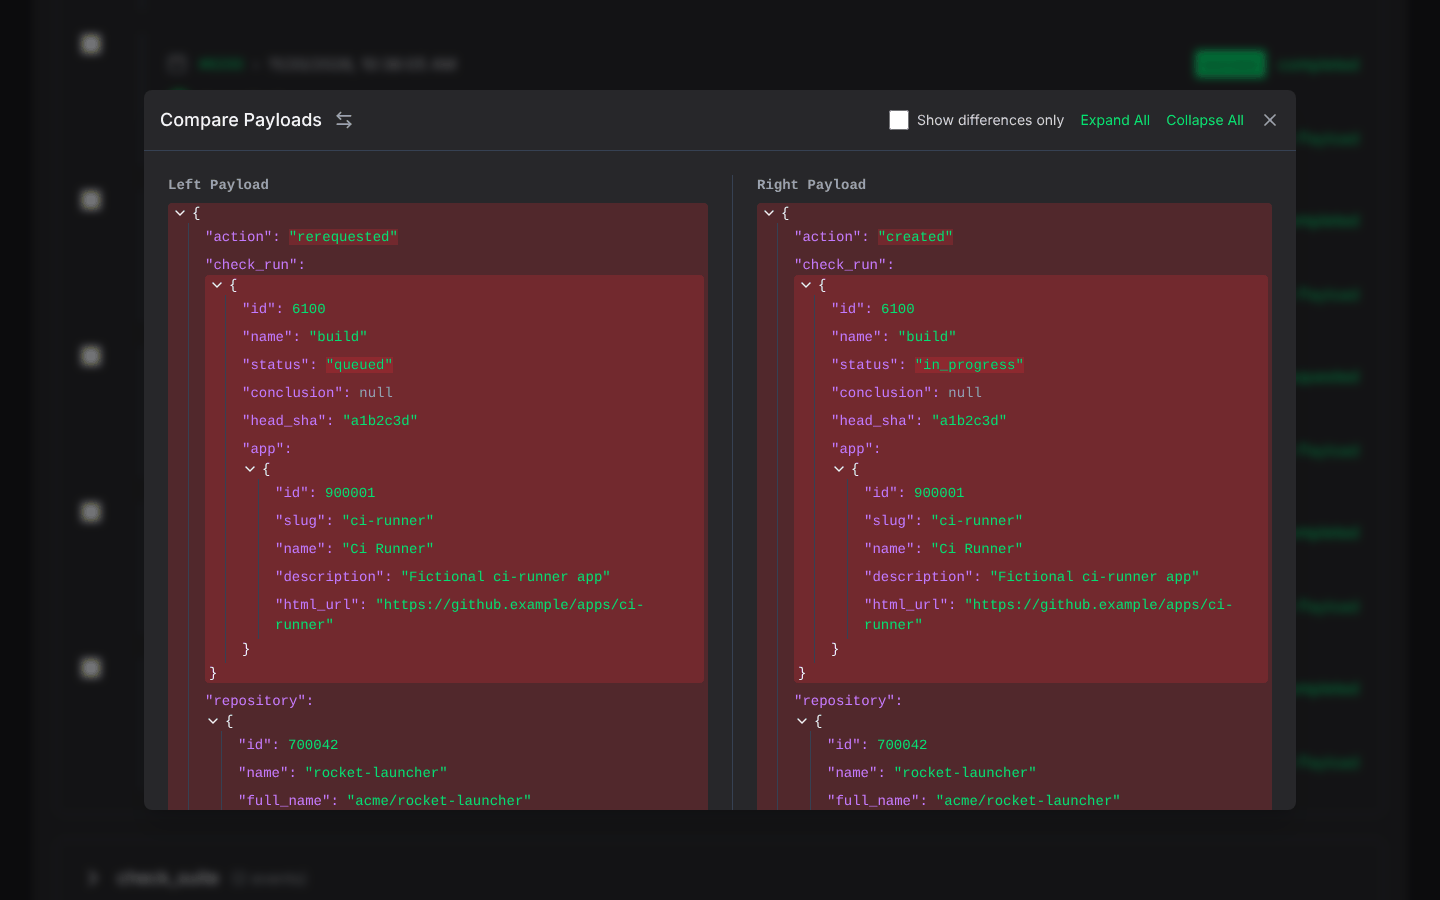 Compare Payloads
Show differences only
Expand All
Collapse All
Left Payload
{
"action": "rerequested"
"check_run":
{
"id": 6100
"name": "build"
"status": "queued"
"conclusion": null
"head_sha": "a1b2c3d"
"app":
{
"id": 900001
"slug": "ci-runner"
"name": "Ci Runner"
"description": "Fictional ci-runner app"
"html_url": "https://github.example/apps/ci-
runner"
}
}
"repository":
{
"id": 700042
"name": "rocket-launcher"
"full_name": "acme/rocket-launcher"
Right Payload
{
"action": "created"
"check_run":
{
"id": 6100
"name": "build"
"status": "in_progress"
"conclusion": null
"head_sha": "a1b2c3d"
"app":
{
"id": 900001
"slug": "ci-runner"
"name": "Ci Runner"
"description": "Fictional ci-runner app"
"html_url": "https://github.example/apps/ci-
runner"
}
}
"repository":
{
"id": 700042
"name": "rocket-launcher"
"full_name": "acme/rocket-launcher"